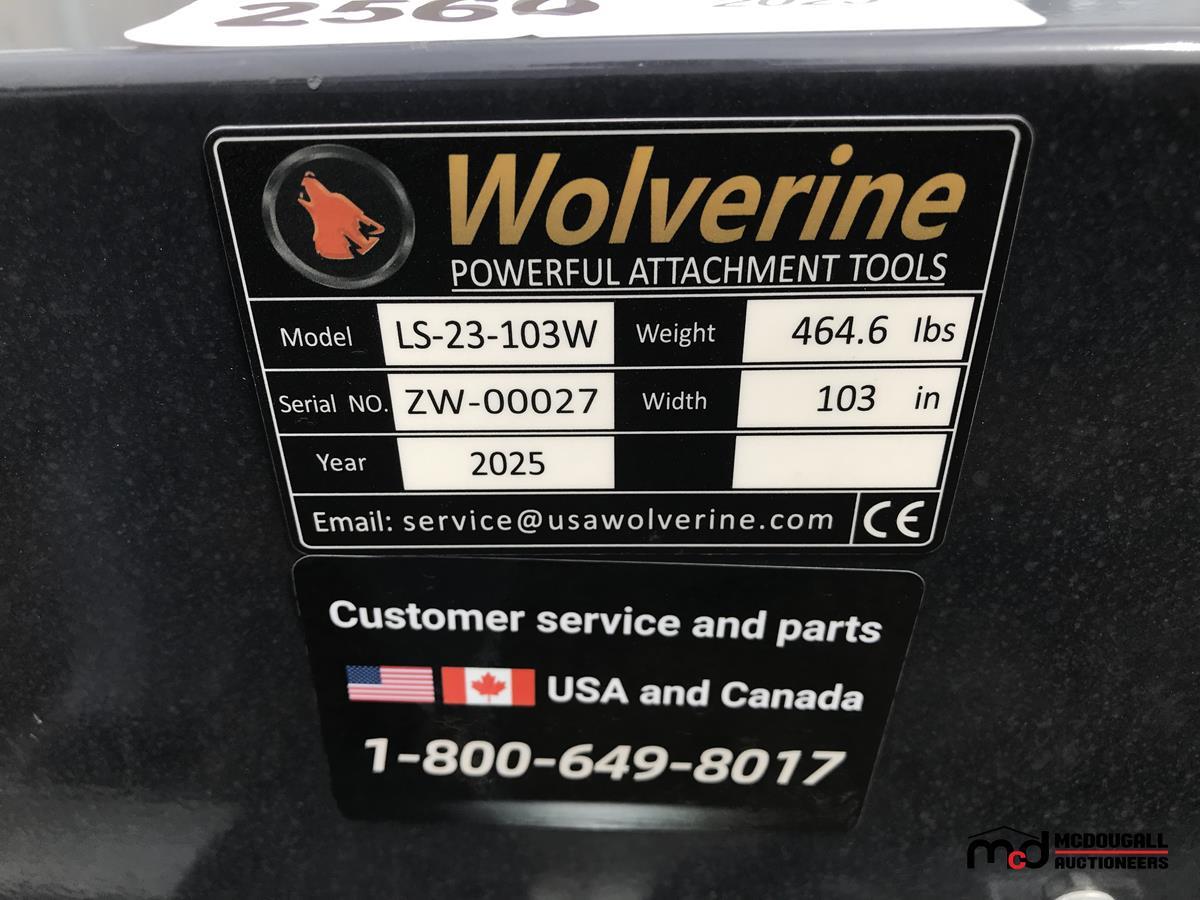 Wolverine
POWERFUL ATTACHMENT TOOLS
Model LS-23-103W Weight 464.6 lbs
Serial NO. ZW-00027 Width 103 in
Year 2025
Email: service@usawolverine.com CE
Customer service and parts
USA and Canada
1-800-649-8017
mcd MCDOUGALL
AUCTIONEERS